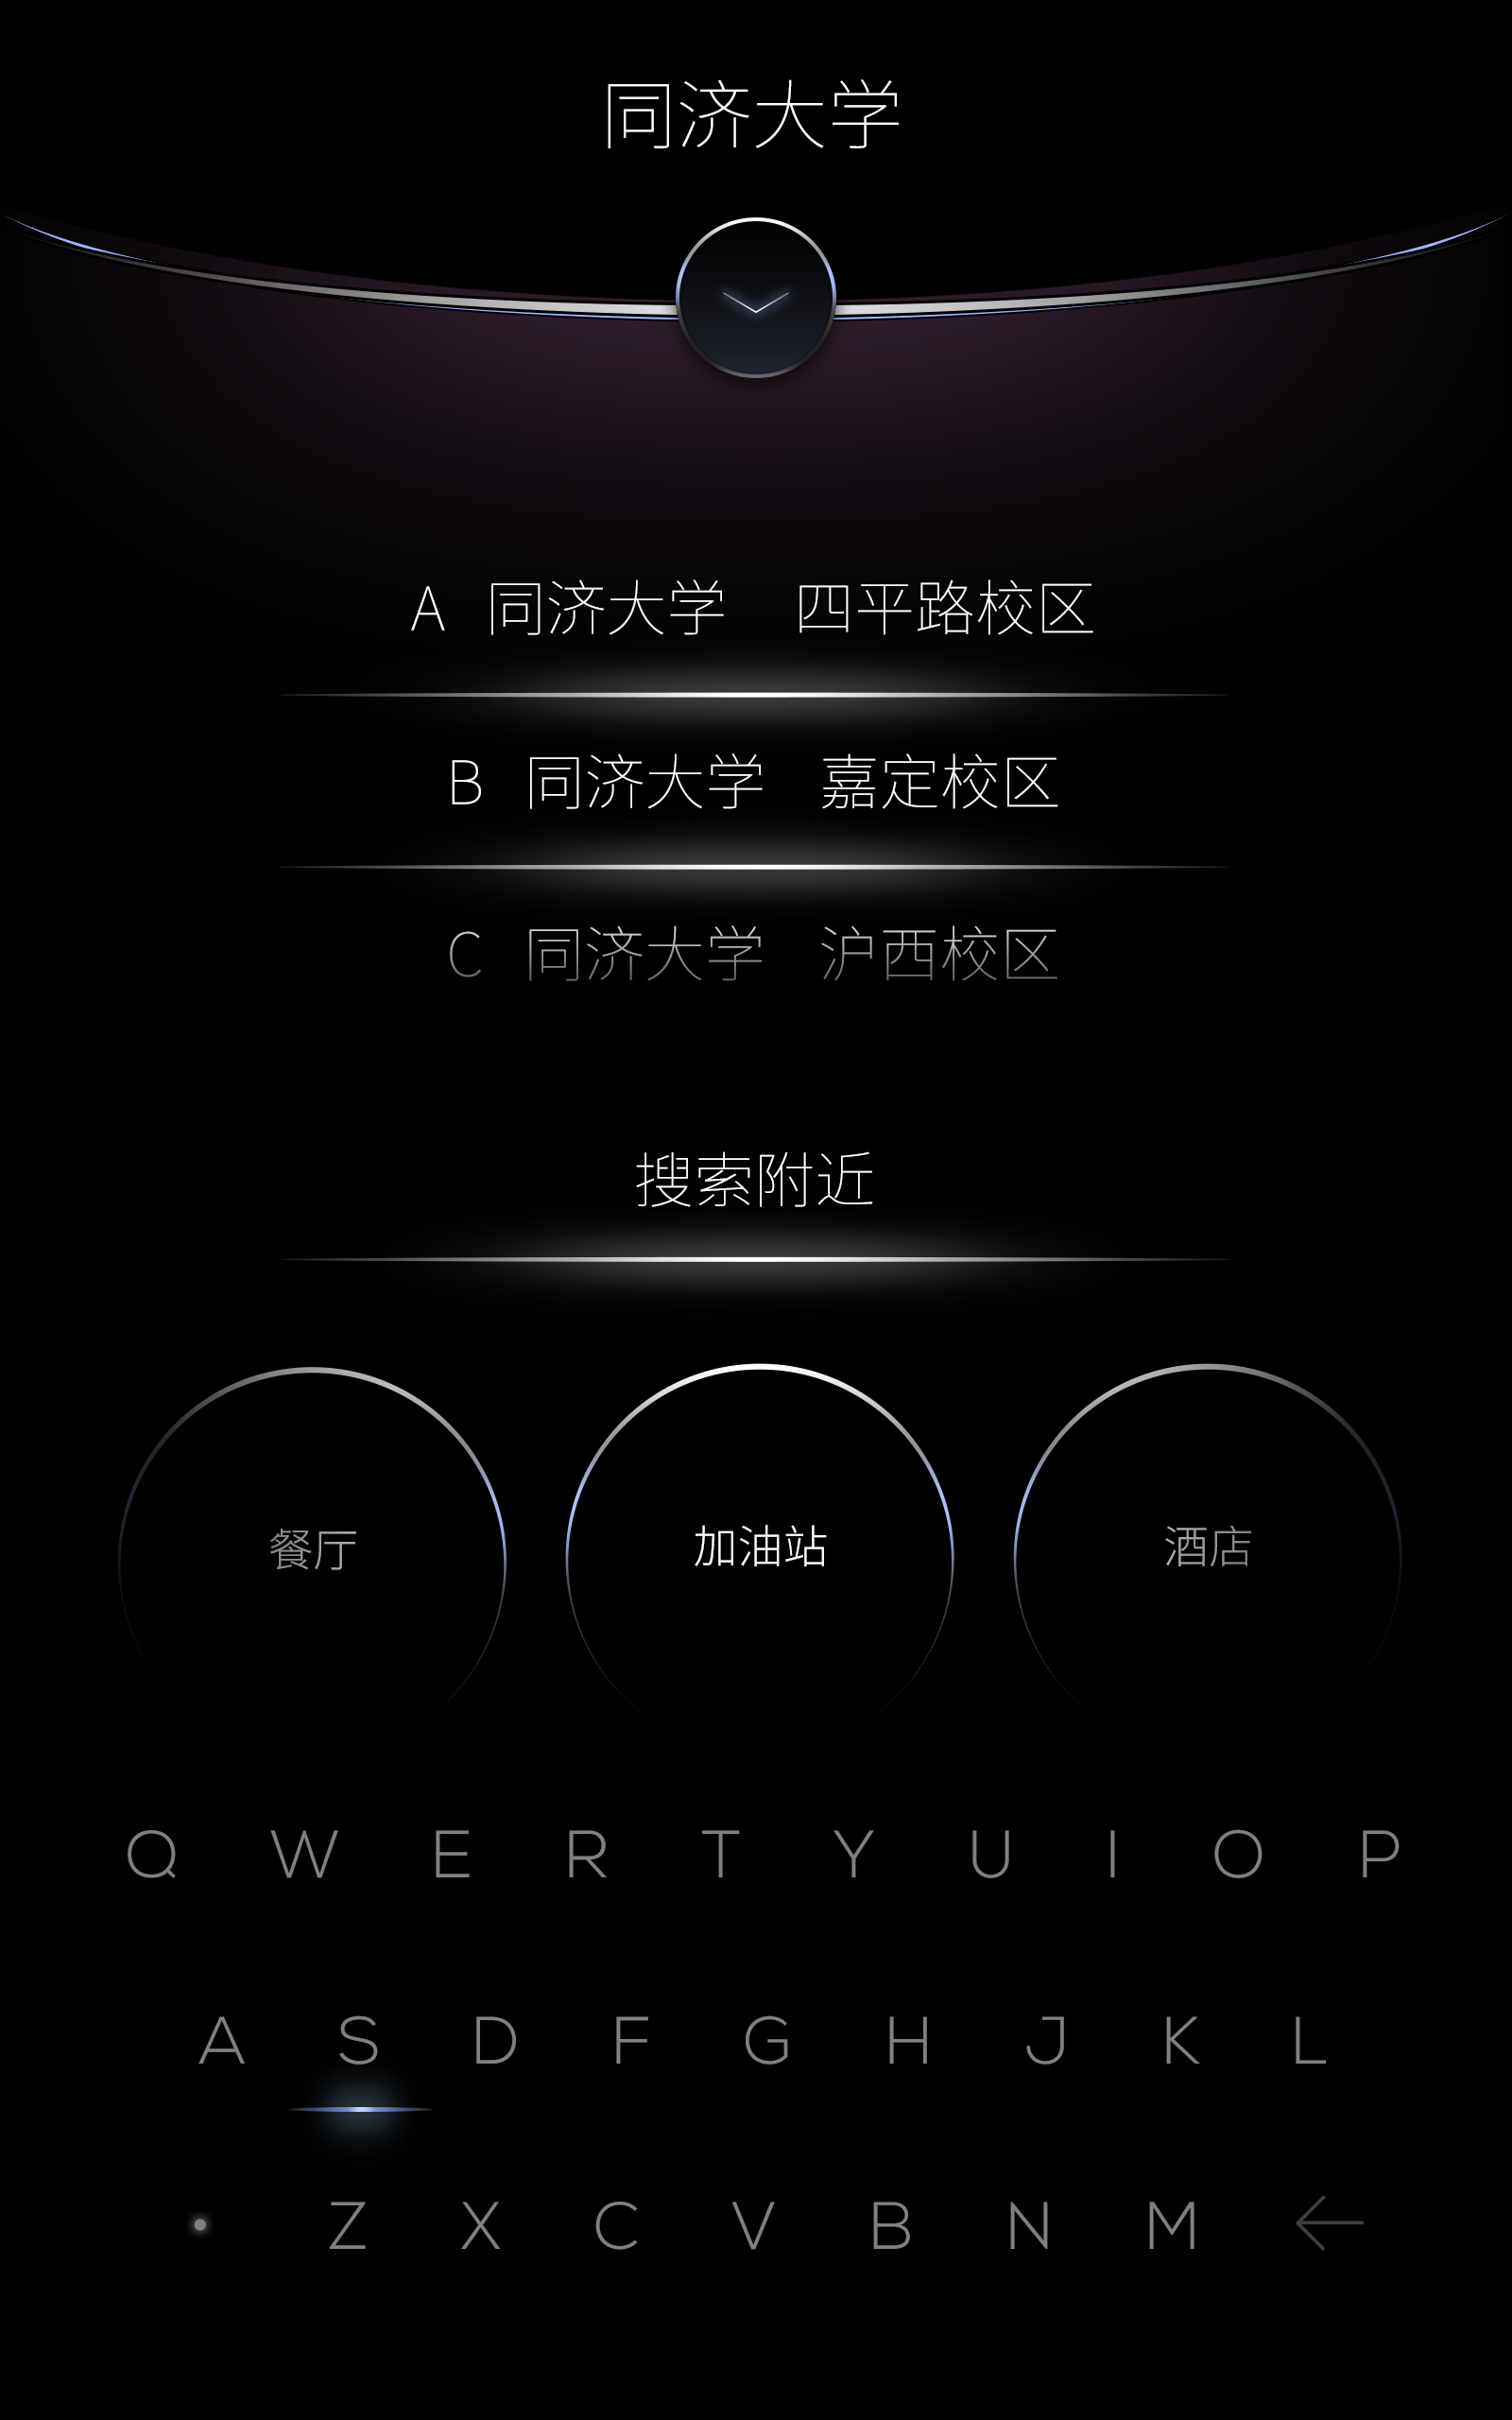 同济大学
A 同济大学 四平路校区
B 同济大学 嘉定校区
C 同济大学 沪西校区
搜索附近
餐厅 加油站 酒店
Q W E R T Y U I O P
A S D F G H J K L
Z X C V B N M